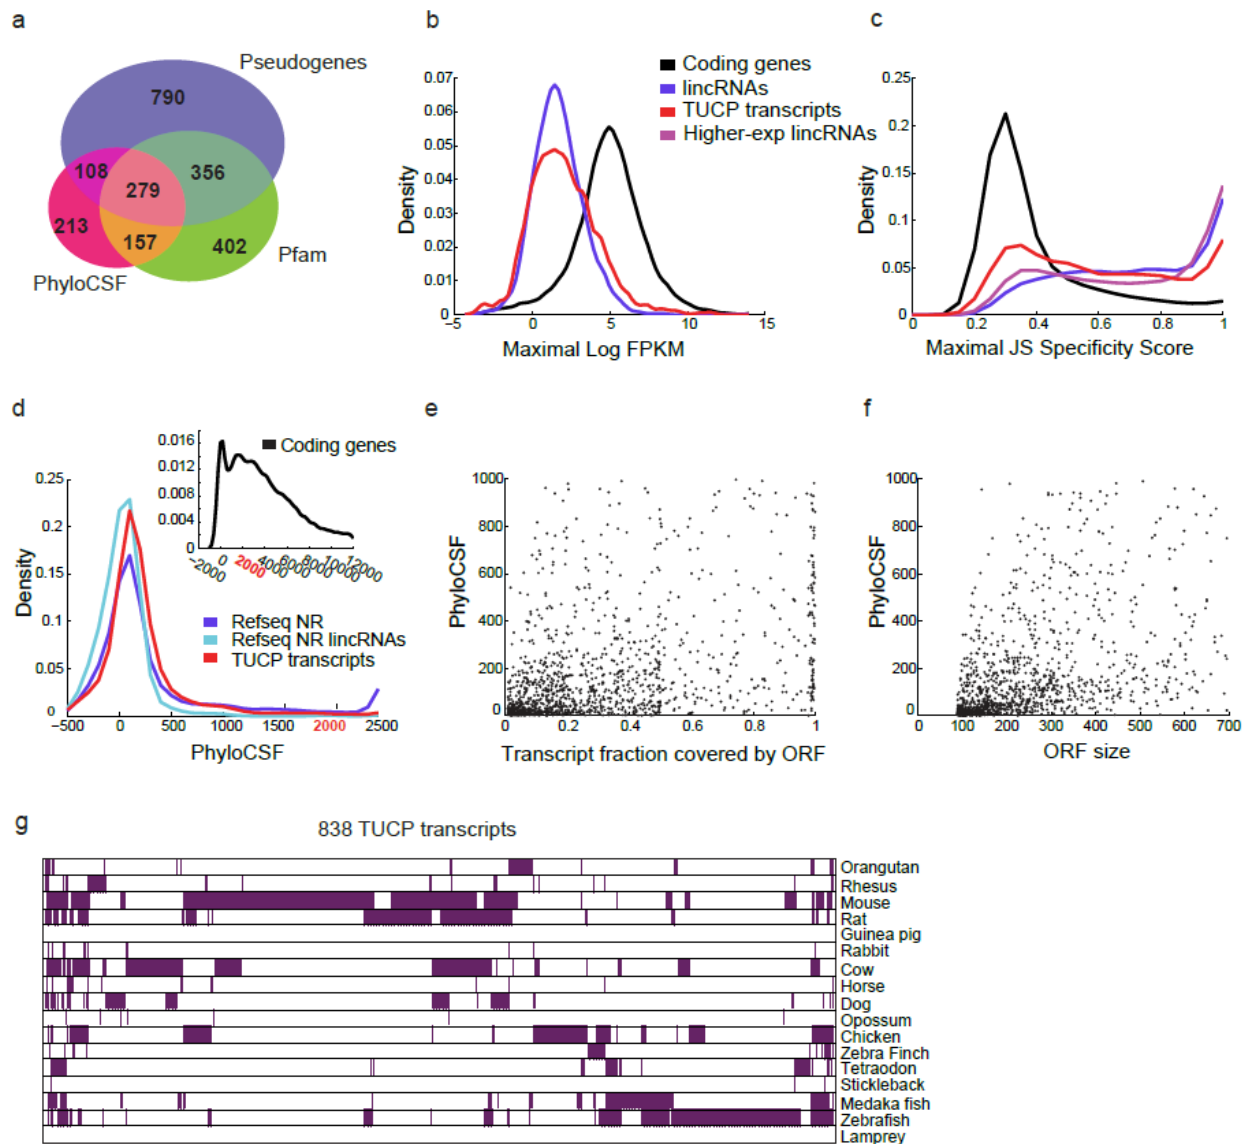 a
Pseudogenes
790
108
356
279
213
157
402
Pfam
PhyloCSF
b
Coding genes
lincRNAs
TUCP transcripts
Higher-exp lincRNAs
0.07
0.06
0.05
0.04
0.03
0.02
0.01
0
Density
-5
0
5
10
15
Maximal Log FPKM
c
0.25
0.2
0.15
0.1
0.05
0
Density
0
0.2
0.4
0.6
0.8
1
Maximal JS Specificity Score
d
0.25
0.2
0.15
0.1
0.05
0
Density
0.016
0.012
0.008
0.004
0
Coding genes
-2000
0
2000
4000
6000
8000
10000
12000
Refseq NR
Refseq NR lincRNAs
TUCP transcripts
-500
0
500
1000
1500
2000
2500
PhyloCSF
e
1000
800
600
400
200
0
PhyloCSF
0.2
0.4
0.6
0.8
1
Transcript fraction covered by ORF
f
1000
800
600
400
200
0
PhyloCSF
0
100
200
300
400
500
600
700
ORF size
g
838 TUCP transcripts
Orangutan
Rhesus
Mouse
Rat
Guinea pig
Rabbit
Cow
Horse
Dog
Opossum
Chicken
Zebra Finch
Tetraodon
Stickleback
Medaka fish
Zebrafish
Lamprey